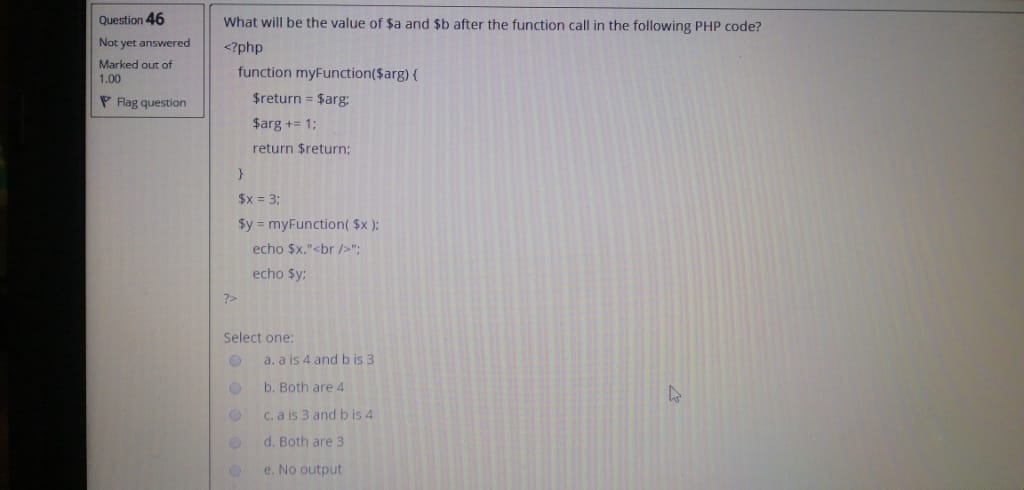 Question 46
Not yet answered
Marked out of
1.00
Flag question
What will be the value of $a and $b after the function call in the following PHP code?
<?php
function myFunction($arg) {
$return = $arg;
$arg += 1;
return $return;
}
$x = 3;
$y = myFunction( $x );
echo $x."<br />";
echo $y;
?>
Select one:
a. a is 4 and b is 3
b. Both are 4
c. a is 3 and b is 4
d. Both are 3
e. No output